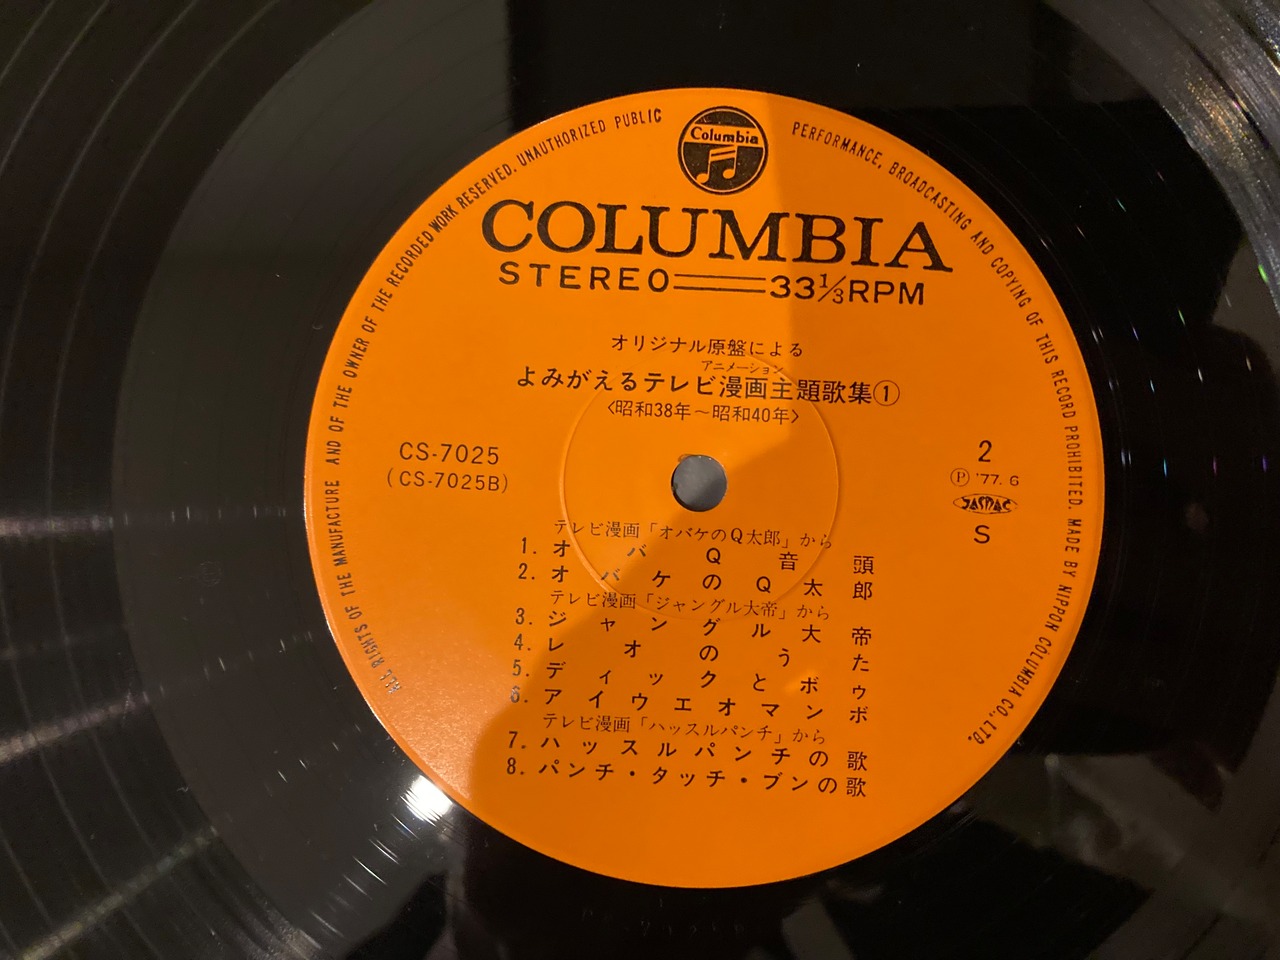 ALL RIGHTS OF THE MANUFACTURE AND OF THE OWNER OF THE RECORDED WORK RESERVED. UNAUTHORIZED PUBLIC PERFORMANCE, BROADCASTING AND COPYING OF THIS RECORD PROHIBITED. MADE BY NIPPON COLUMBIA CO., LTD.
Columbia
COLUMBIA
STEREO 33⅓RPM
オリジナル原盤による
アニメーション
よみがえるテレビ漫画主題歌集①
〈昭和38年～昭和40年〉
CS-7025
(CS-7025B)
2
Ⓟ '77. 6
JASRAC
S
テレビ漫画「オバケのQ太郎」から
1. オバQ音頭
2. オバケのQ太郎
テレビ漫画「ジャングル大帝」から
3. ジャングル大帝
4. レオのうた
5. ディックとボゥ
6. アイウエオマンボ
テレビ漫画「ハッスルパンチ」から
7. ハッスルパンチの歌
8. パンチ・タッチ・ブンの歌